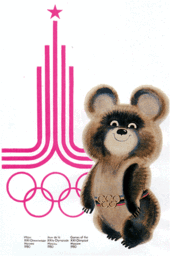 Игры
XXII Олимпиады
Москва
1980
Jeux de la
XXIIe Olympiade
Moscou
1980
Games of the
XXII Olympiad
Moscow
1980